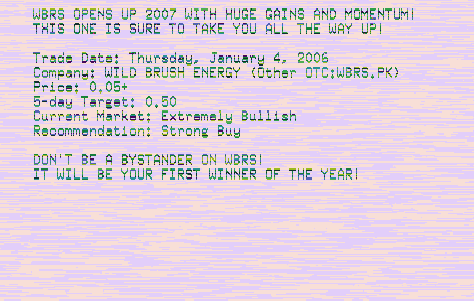 WBRS OPENS UP 2007 WITH HUGE GAINS AND MOMENTUM!
THIS ONE IS SURE TO TAKE YOU ALL THE WAY UP!
Trade Date: Thursday, January 4, 2006
Company: WILD BRUSH ENERGY (Other OTC:WBRS.PK)
Price: 0.05+
5-day Target: 0.50
Current Market: Extremely Bullish
Recommendation: Strong Buy
DON'T BE A BYSTANDER ON WBRS!
IT WILL BE YOUR FIRST WINNER OF THE YEAR!